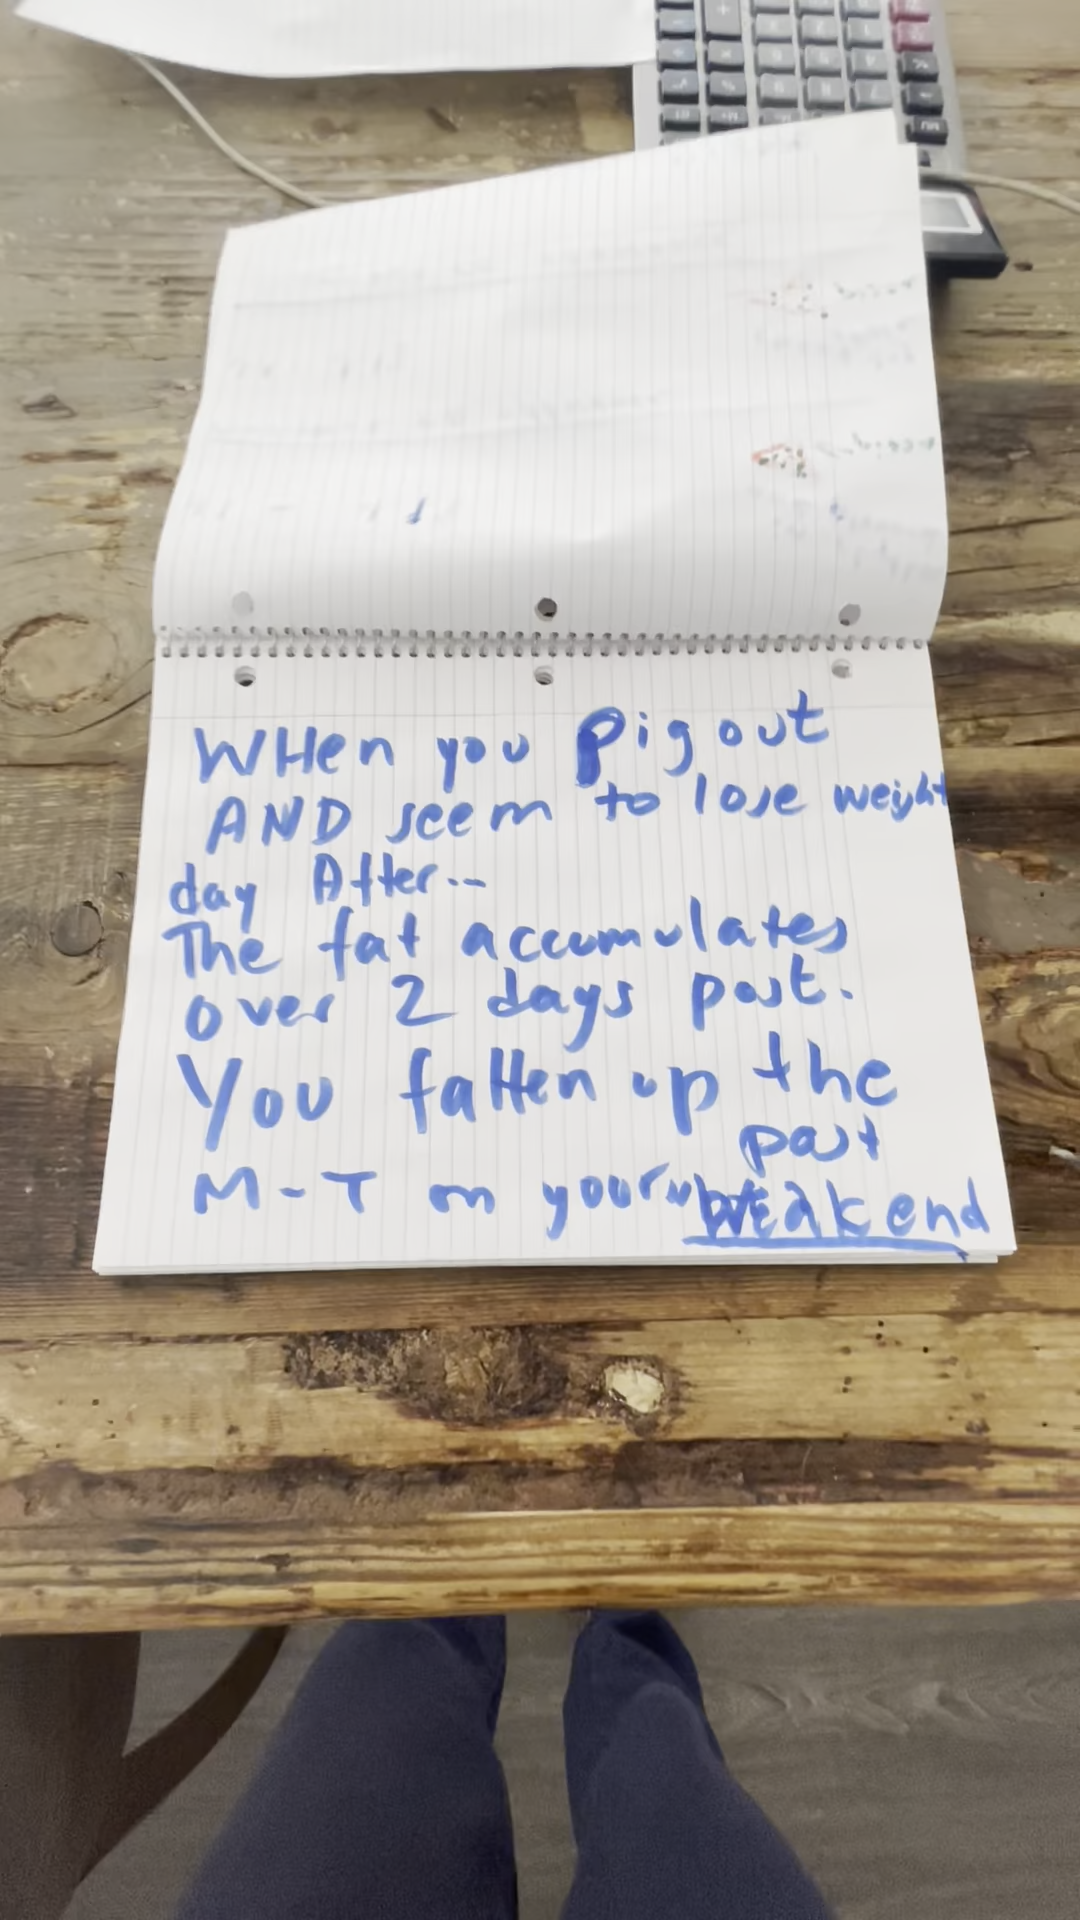 WHen you Pig out
AND seem to lose weight
day After--
The fat accumulates
over 2 days past.
You fatten up the
past
M-T on your weakend